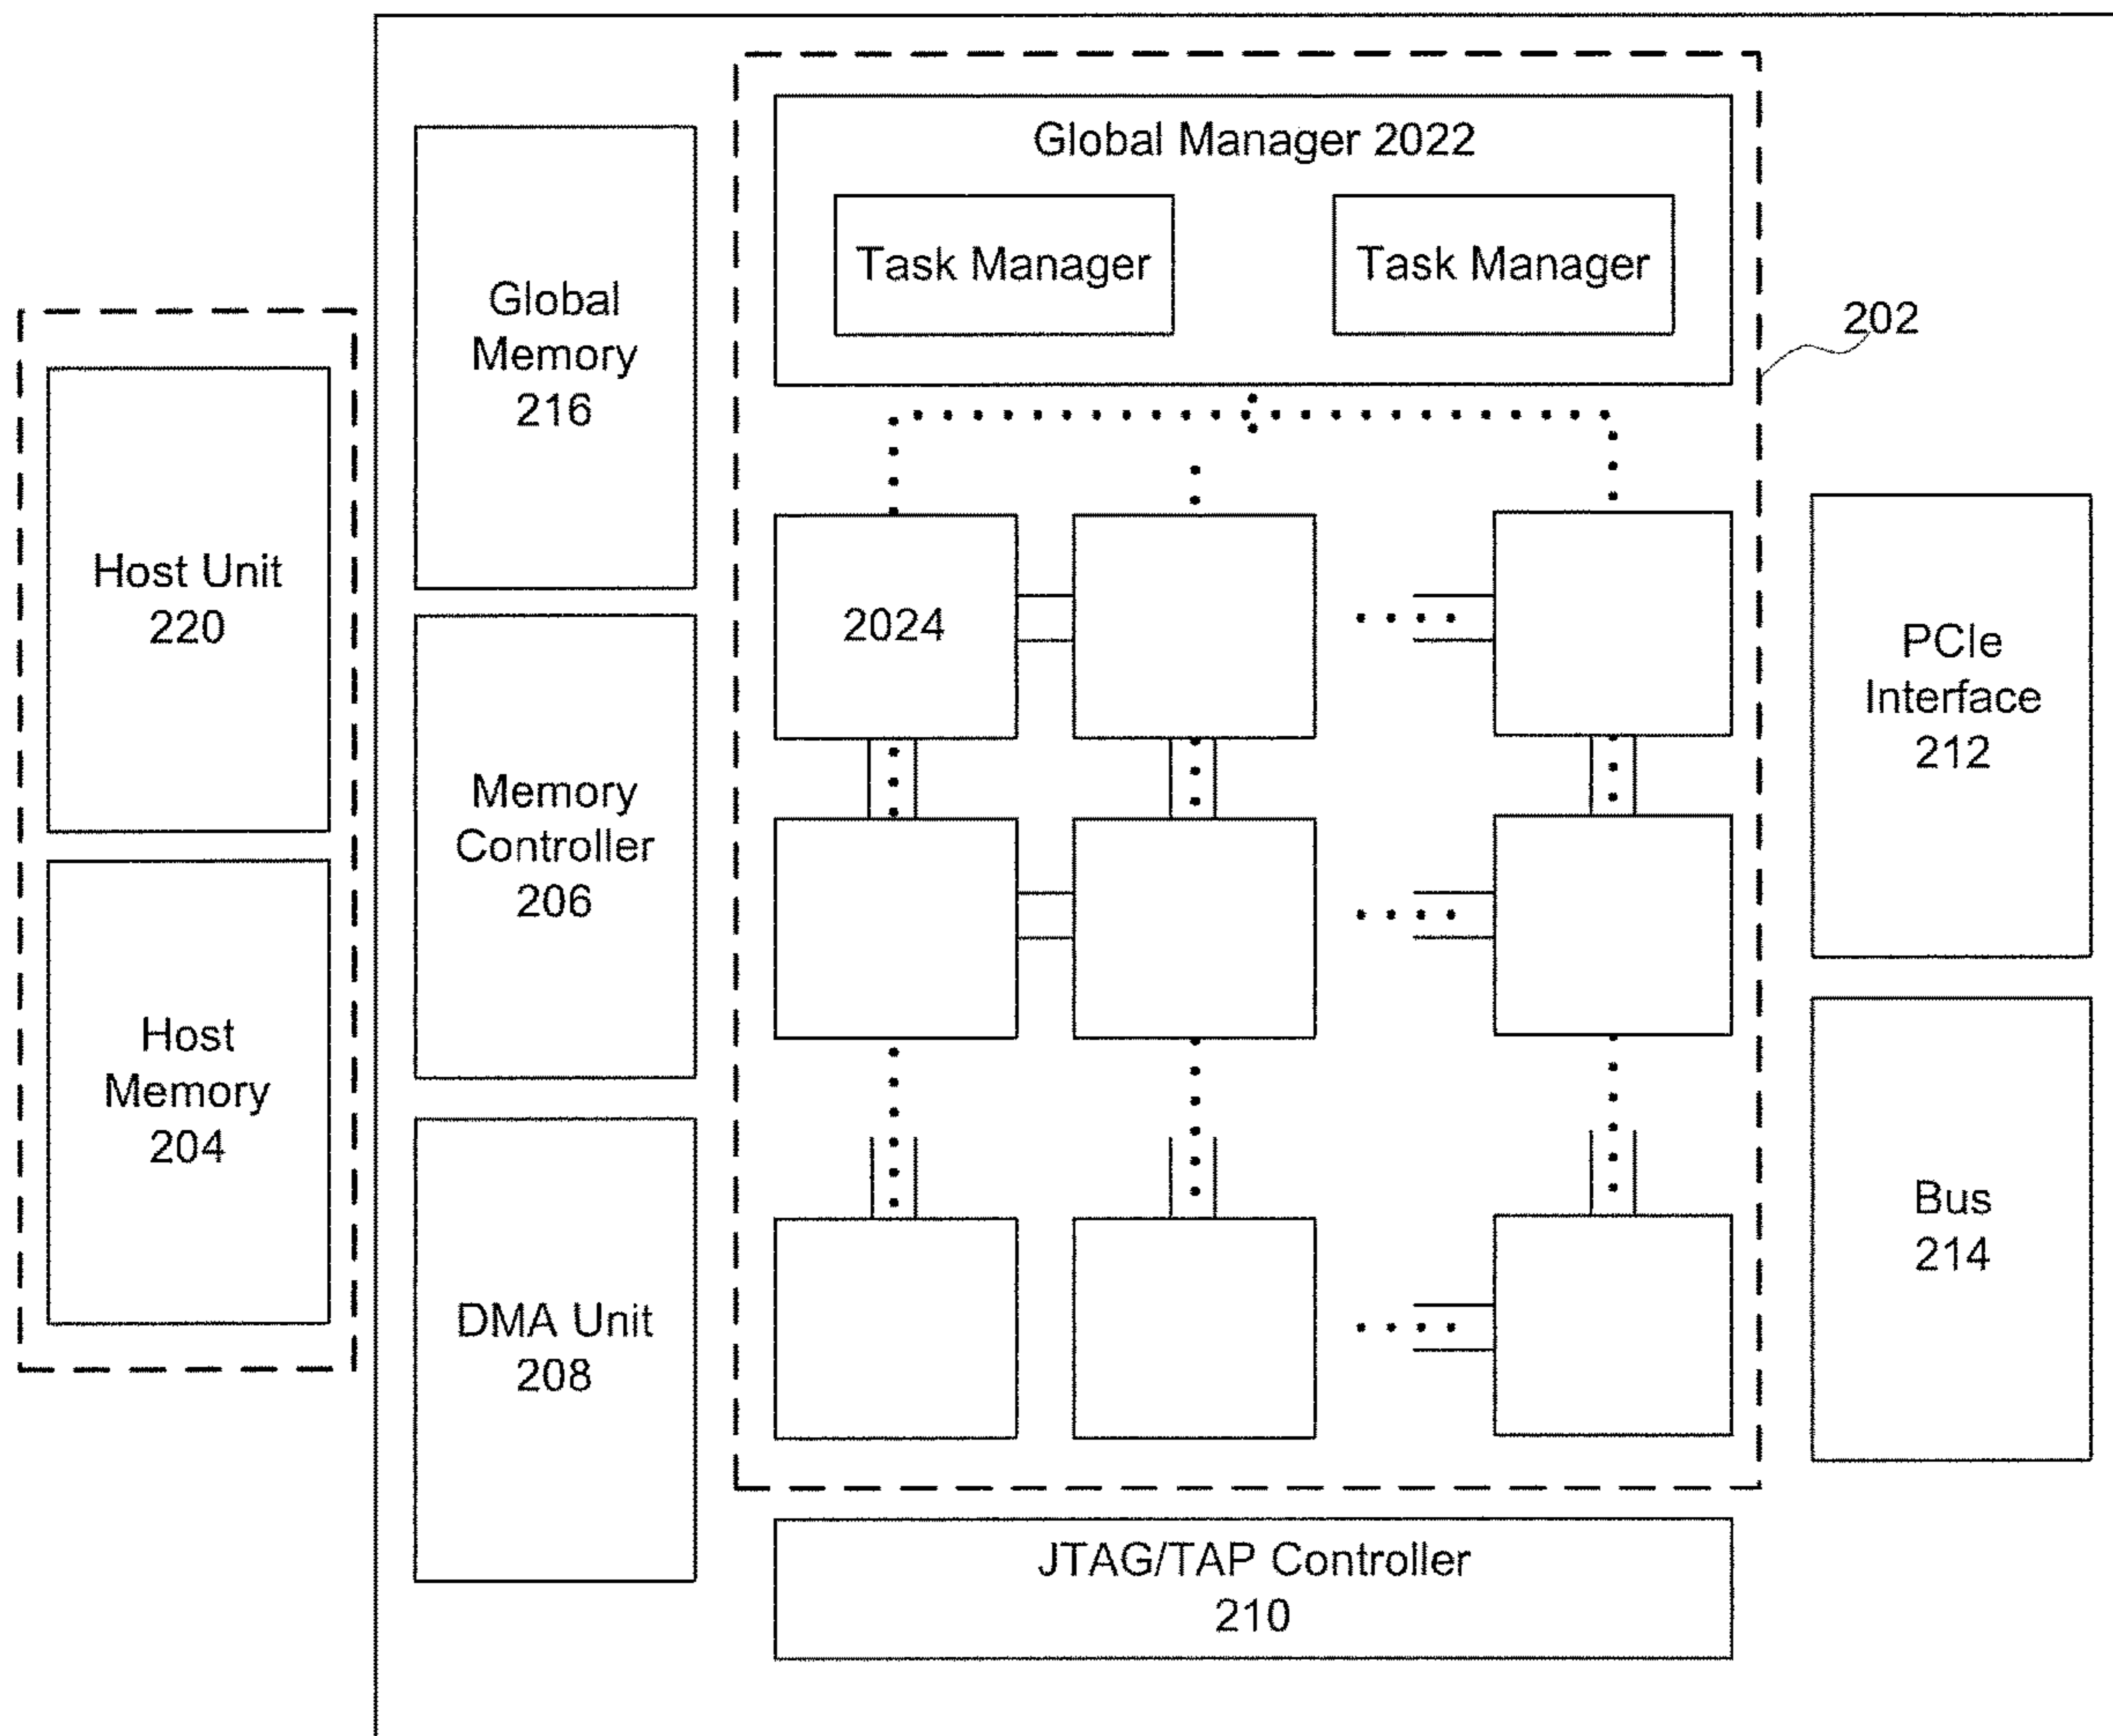 Global Manager 2022
Task Manager
Task Manager
202
Global
Memory
216
Host Unit
220
2024
PCIe
Interface
212
Memory
Controller
206
Host
Memory
204
Bus
214
DMA Unit
208
JTAG/TAP Controller
210